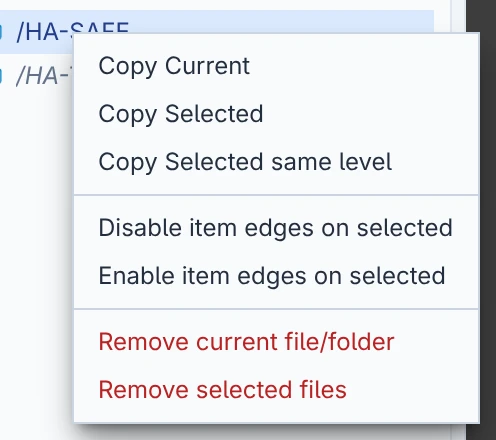 /HA-SAFE
/HA-
Copy Current
Copy Selected
Copy Selected same level
Disable item edges on selected
Enable item edges on selected
Remove current file/folder
Remove selected files